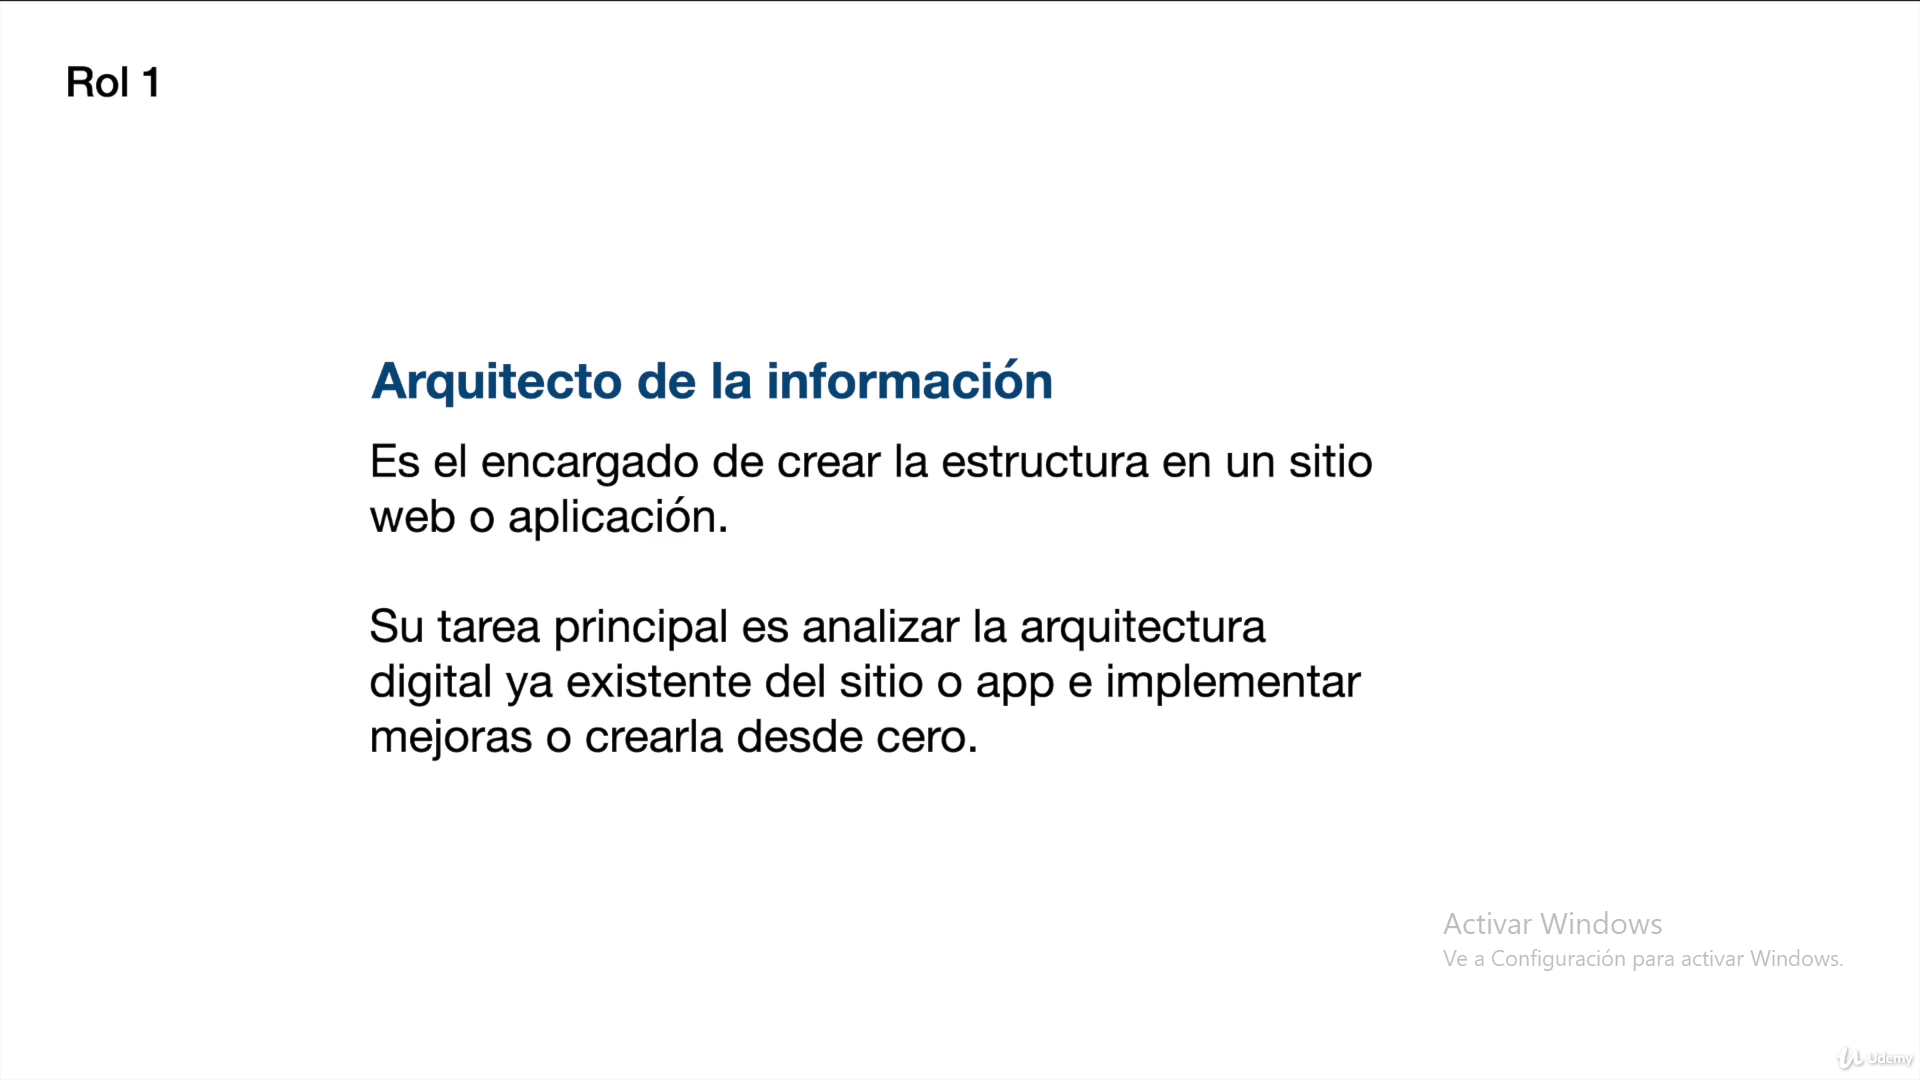 Rol 1
Arquitecto de la información
Es el encargado de crear la estructura en un sitio
web o aplicación.
Su tarea principal es analizar la arquitectura
digital ya existente del sitio o app e implementar
mejoras o crearla desde cero.
Activar Windows
Ve a Configuración para activar Windows.
Udemy